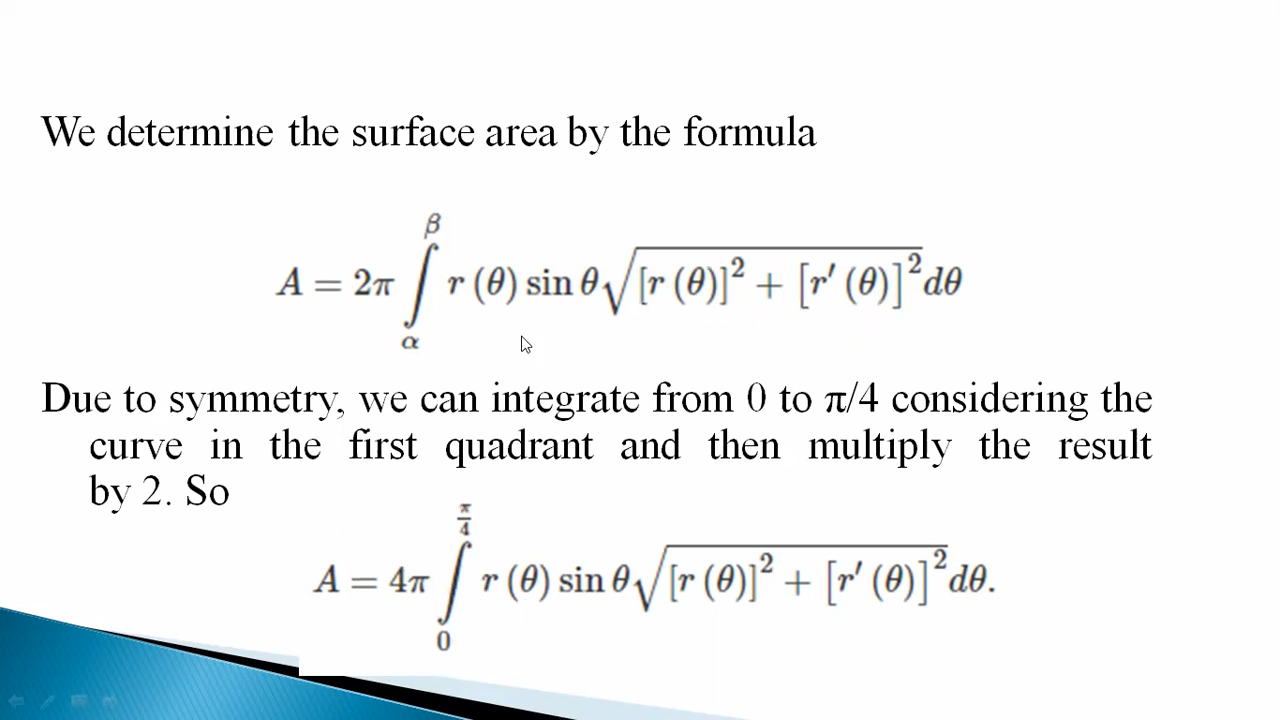 We determine the surface area by the formula
A = 2π ∫_α^β r (θ) sin θ √([r (θ)]² + [r′ (θ)]²) dθ
Due to symmetry, we can integrate from 0 to π/4 considering the
curve in the first quadrant and then multiply the result
by 2. So
A = 4π ∫_0^{π/4} r (θ) sin θ √([r (θ)]² + [r′ (θ)]²) dθ.